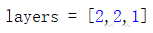 layers = [2,2,1]